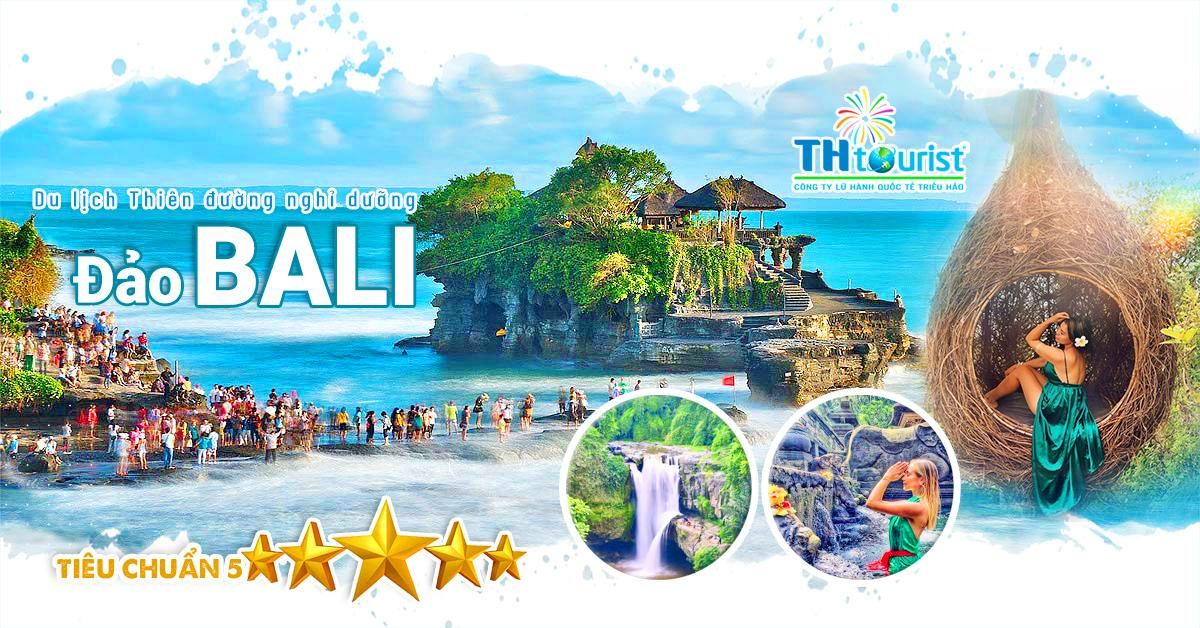 Du lịch Thiên đường nghỉ dưỡng
Đảo BALI
THtourist
CÔNG TY LỮ HÀNH QUỐC TẾ TRIỀU HẢO
TIÊU CHUẨN 5